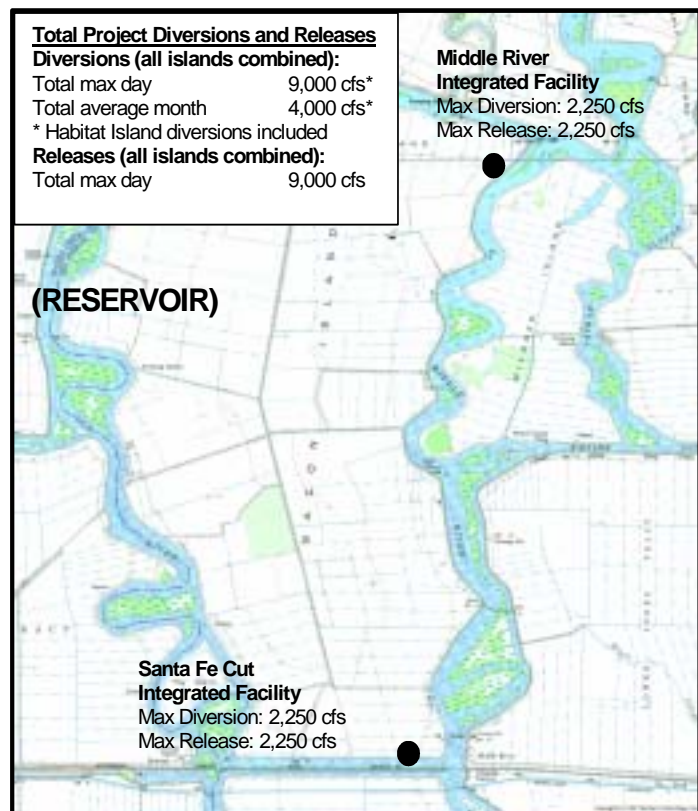 Total Project Diversions and Releases
Diversions (all islands combined):
Total max day 9,000 cfs*
Total average month 4,000 cfs*
* Habitat Island diversions included
Releases (all islands combined):
Total max day 9,000 cfs
Middle River
Integrated Facility
Max Diversion: 2,250 cfs
Max Release: 2,250 cfs
(RESERVOIR)
Santa Fe Cut
Integrated Facility
Max Diversion: 2,250 cfs
Max Release: 2,250 cfs